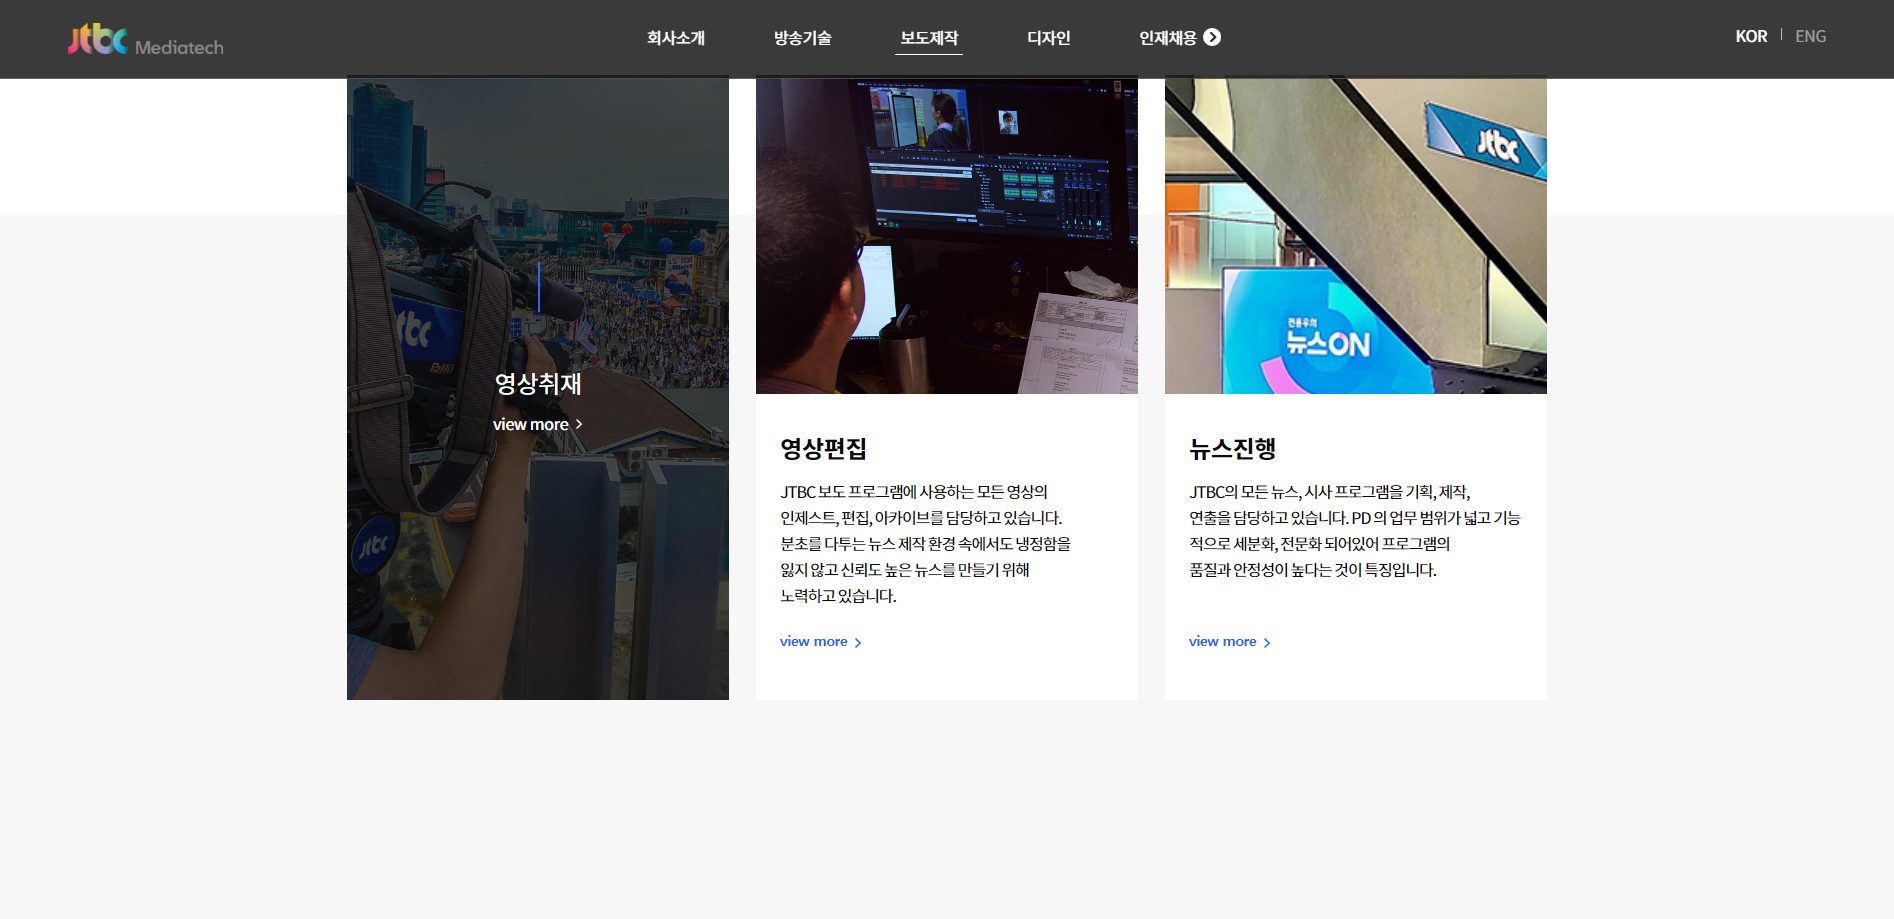 jtbc Mediatech
회사소개
방송기술
보도제작
디자인
인재채용
KOR
ENG
jtbc
jtbc
영상취재
view more
영상편집
JTBC 보도 프로그램에 사용하는 모든 영상의
인제스트, 편집, 아카이브를 담당하고 있습니다.
분초를 다투는 뉴스 제작 환경 속에서도 냉정함을
잃지 않고 신뢰도 높은 뉴스를 만들기 위해
노력하고 있습니다.
view more
jtbc
전용우의
뉴스ON
뉴스진행
JTBC의 모든 뉴스, 시사 프로그램을 기획, 제작,
연출을 담당하고 있습니다. PD 의 업무 범위가 넓고 기능
적으로 세분화, 전문화 되어있어 프로그램의
품질과 안정성이 높다는 것이 특징입니다.
view more